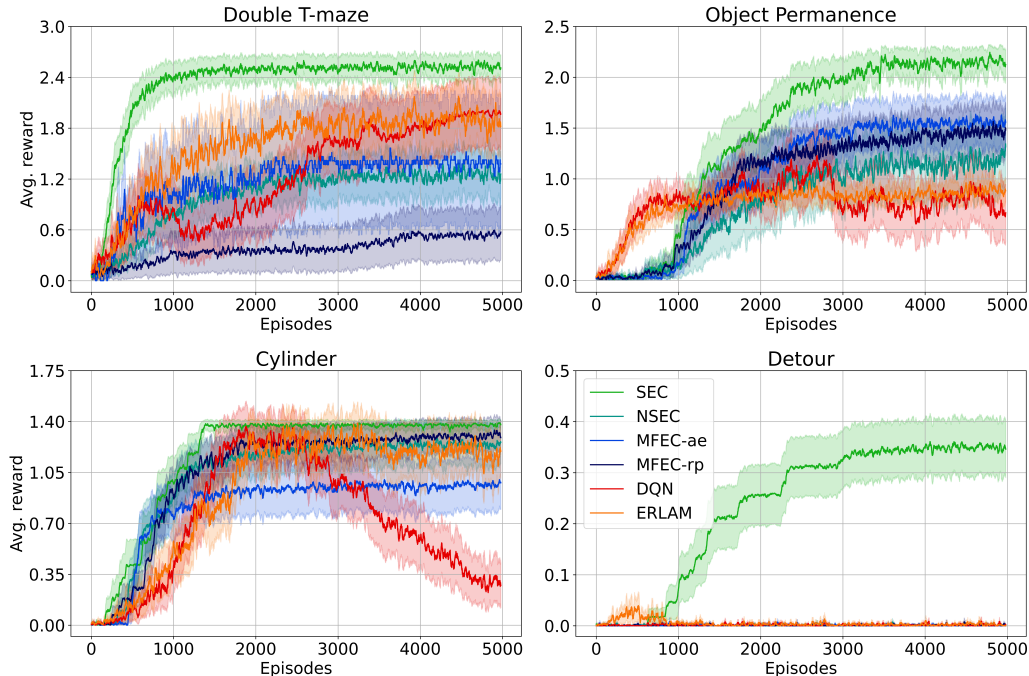 Double T-maze
3.0
2.4
1.8
1.2
0.6
0.0
Avg. reward
0 1000 2000 3000 4000 5000
Episodes
Object Permanence
2.5
2.0
1.5
1.0
0.5
0.0
0 1000 2000 3000 4000 5000
Episodes
Cylinder
1.75
1.40
1.05
0.70
0.35
0.00
Avg. reward
0 1000 2000 3000 4000 5000
Episodes
Detour
0.5
0.4
0.3
0.2
0.1
0.0
SEC
NSEC
MFEC-ae
MFEC-rp
DQN
ERLAM
0 1000 2000 3000 4000 5000
Episodes